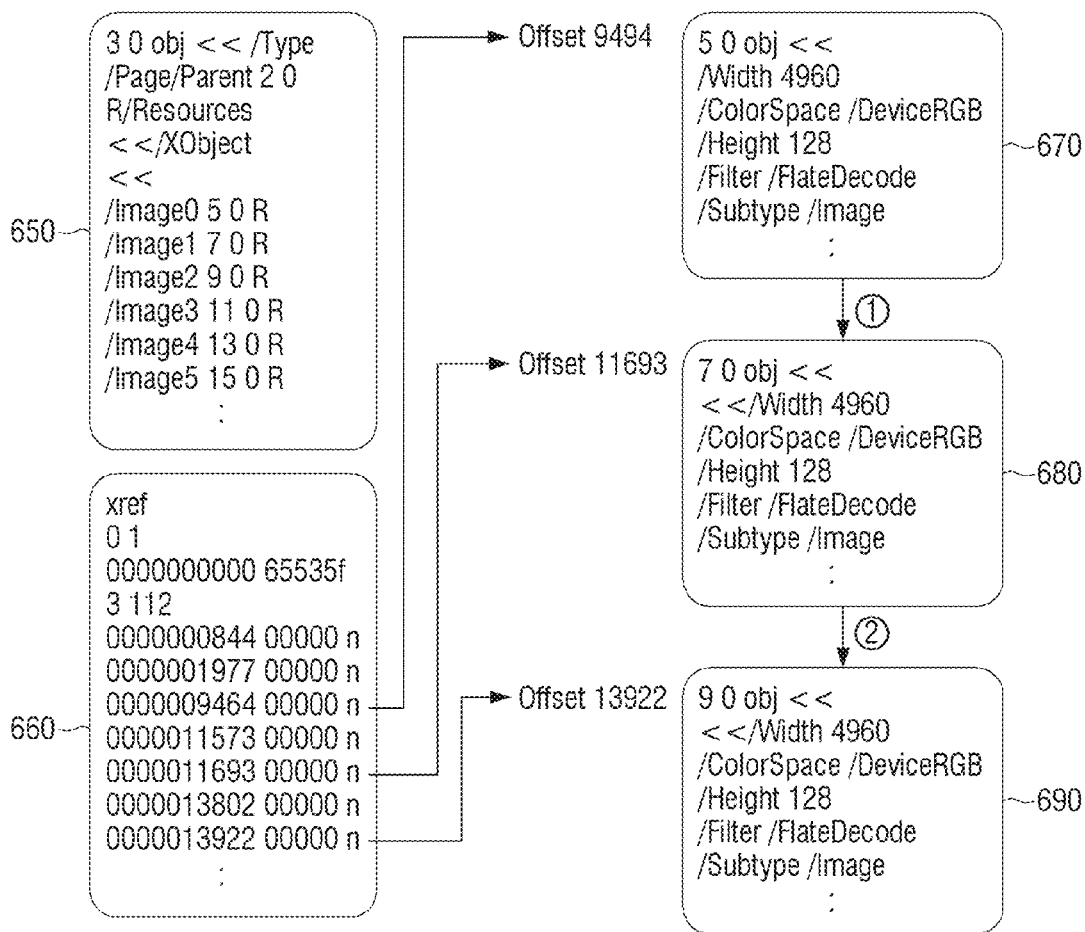 3 0 obj < < /Type
/Page/Parent 2 0
R/Resources
< </XObject
< <
/Image0 5 0 R
/Image1 7 0 R
/Image2 9 0 R
/Image3 11 0 R
/Image4 13 0 R
/Image5 15 0 R
:
650
xref
0 1
0000000000 65535f
3 112
0000000844 00000 n
0000001977 00000 n
0000009464 00000 n
0000011573 00000 n
0000011693 00000 n
0000013802 00000 n
0000013922 00000 n
:
660
Offset 9494
5 0 obj < <
/Width 4960
/ColorSpace /DeviceRGB
/Height 128
/Filter /FlateDecode
/Subtype /Image
:
670
①
Offset 11693
7 0 obj < <
< </Width 4960
/ColorSpace /DeviceRGB
/Height 128
/Filter /FlateDecode
/Subtype /Image
:
680
②
Offset 13922
9 0 obj < <
< </Width 4960
/ColorSpace /DeviceRGB
/Height 128
/Filter /FlateDecode
/Subtype /Image
:
690